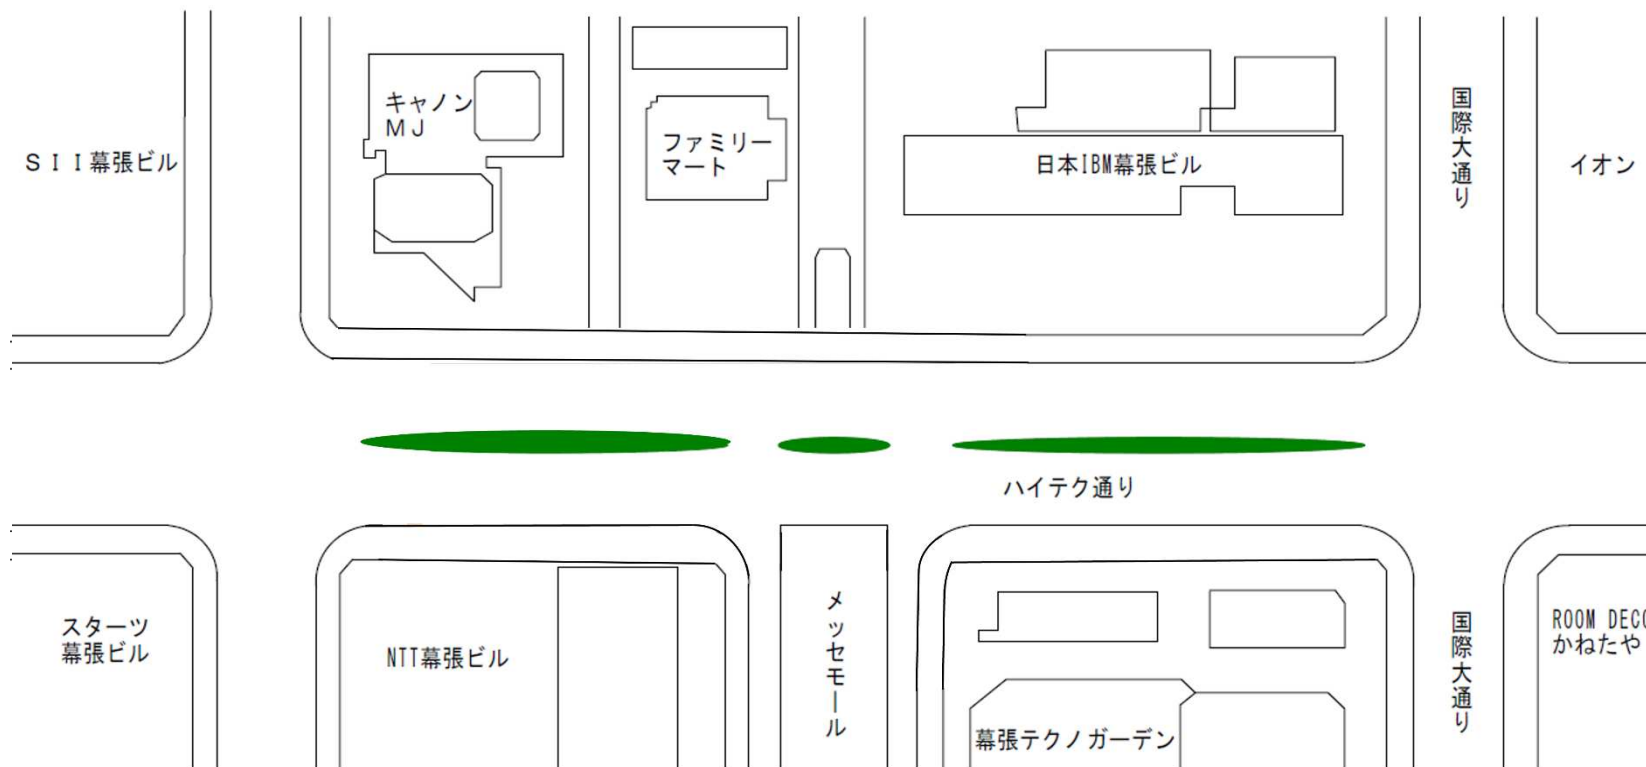 キャノン
ＭＪ
ファミリー
マート
ＳＩＩ幕張ビル
日本IBM幕張ビル
国際大通り
イオン
ハイテク通り
スターツ
幕張ビル
NTT幕張ビル
メッセモール
国際大通り
ROOM DECO
かねたや
幕張テクノガーデン